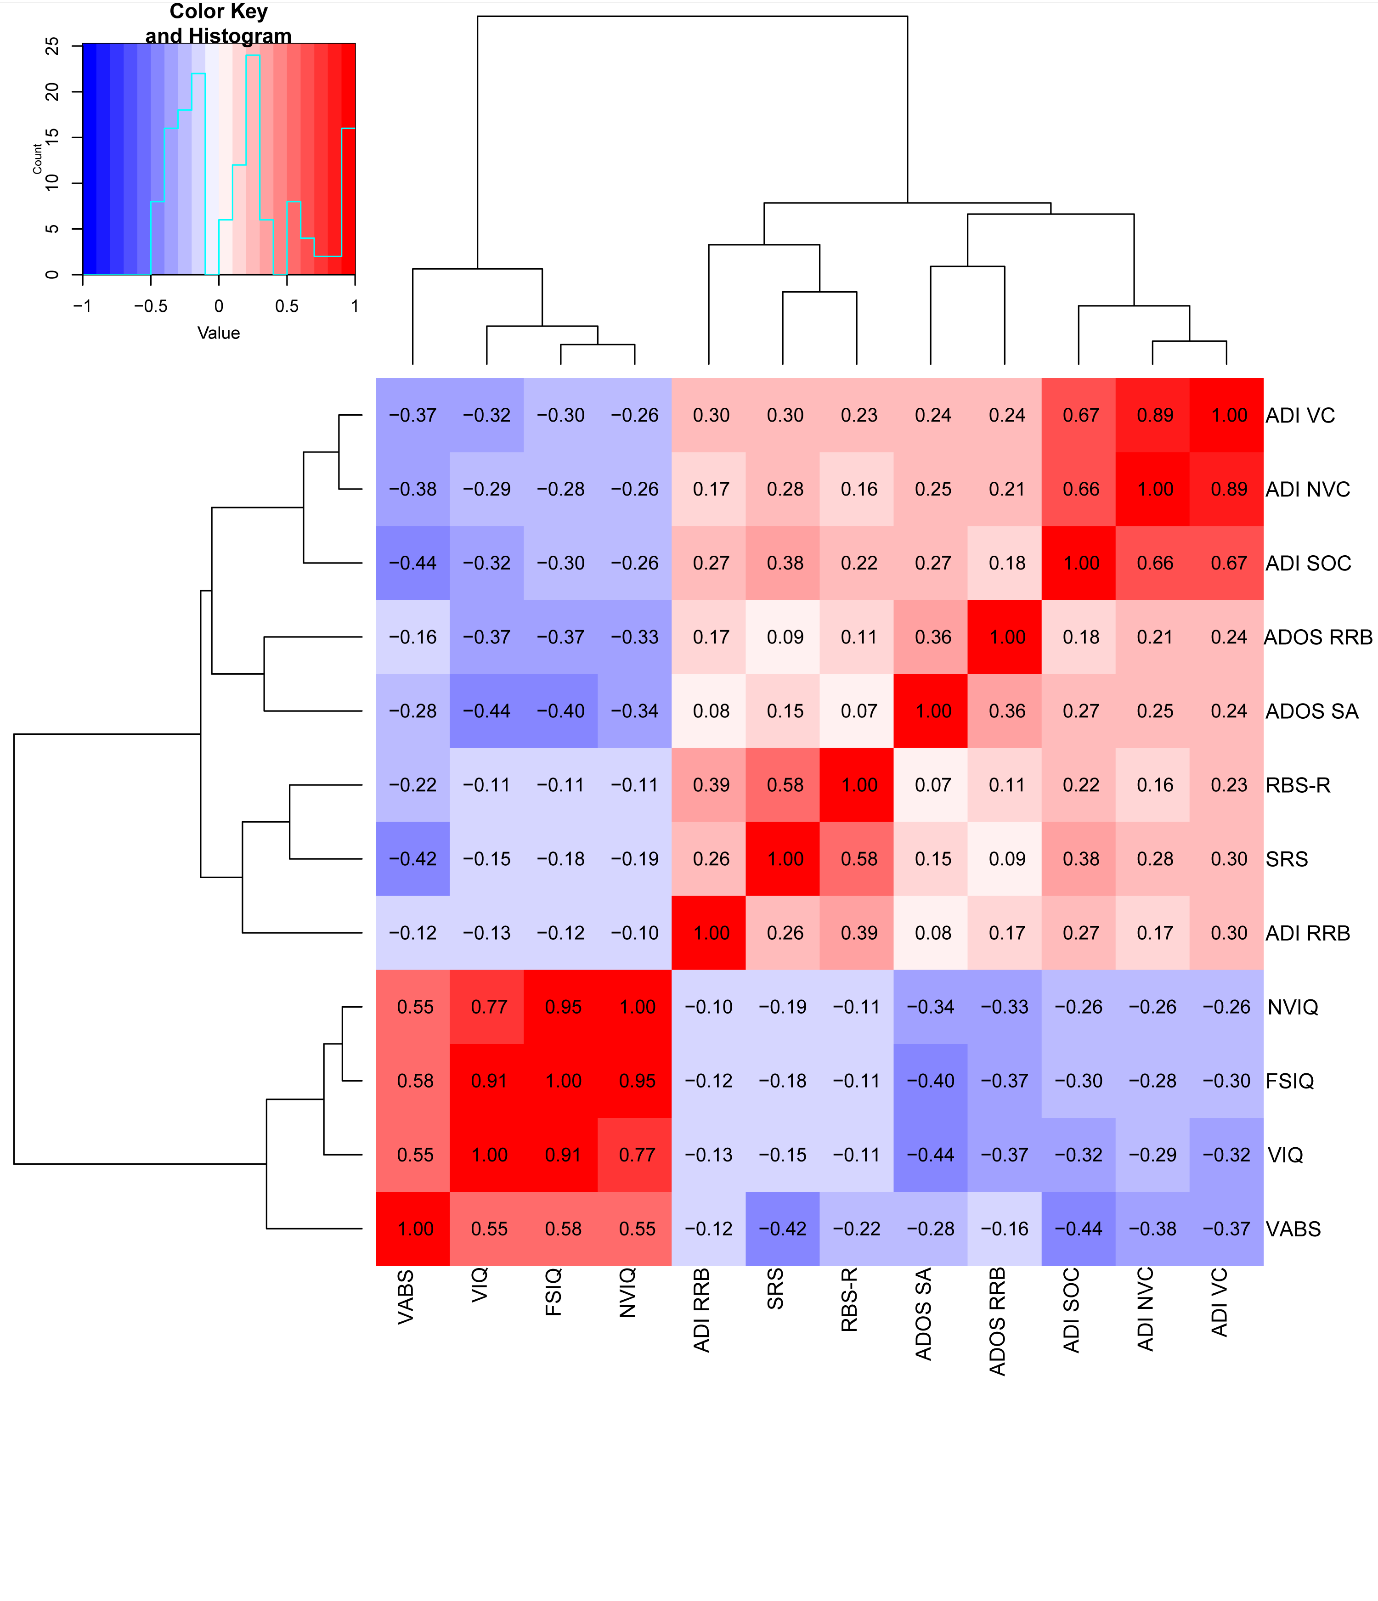 Color Key
and Histogram
25
20
15
10
5
0
Count
−1 −0.5 0 0.5 1
Value
−0.37 −0.32 −0.30 −0.26 0.30 0.30 0.23 0.24 0.24 0.67 0.89 1.00 ADI VC
−0.38 −0.29 −0.28 −0.26 0.17 0.28 0.16 0.25 0.21 0.66 1.00 0.89 ADI NVC
−0.44 −0.32 −0.30 −0.26 0.27 0.38 0.22 0.27 0.18 1.00 0.66 0.67 ADI SOC
−0.16 −0.37 −0.37 −0.33 0.17 0.09 0.11 0.36 1.00 0.18 0.21 0.24 ADOS RRB
−0.28 −0.44 −0.40 −0.34 0.08 0.15 0.07 1.00 0.36 0.27 0.25 0.24 ADOS SA
−0.22 −0.11 −0.11 −0.11 0.39 0.58 1.00 0.07 0.11 0.22 0.16 0.23 RBS-R
−0.42 −0.15 −0.18 −0.19 0.26 1.00 0.58 0.15 0.09 0.38 0.28 0.30 SRS
−0.12 −0.13 −0.12 −0.10 1.00 0.26 0.39 0.08 0.17 0.27 0.17 0.30 ADI RRB
0.55 0.77 0.95 1.00 −0.10 −0.19 −0.11 −0.34 −0.33 −0.26 −0.26 −0.26 NVIQ
0.58 0.91 1.00 0.95 −0.12 −0.18 −0.11 −0.40 −0.37 −0.30 −0.28 −0.30 FSIQ
0.55 1.00 0.91 0.77 −0.13 −0.15 −0.11 −0.44 −0.37 −0.32 −0.29 −0.32 VIQ
1.00 0.55 0.58 0.55 −0.12 −0.42 −0.22 −0.28 −0.16 −0.44 −0.38 −0.37 VABS
VABS
VIQ
FSIQ
NVIQ
ADI RRB
SRS
RBS-R
ADOS SA
ADOS RRB
ADI SOC
ADI NVC
ADI VC